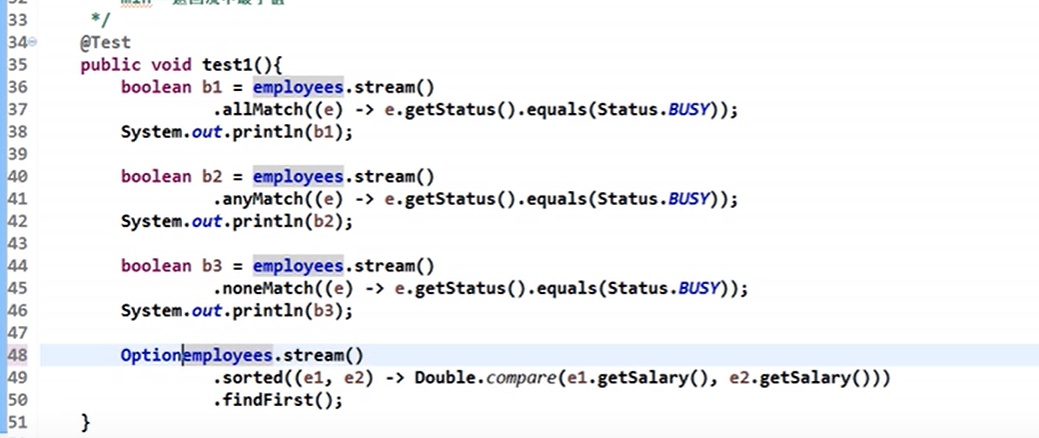 33 */
34 @Test
35 public void test1(){
36 boolean b1 = employees.stream()
37 .allMatch((e) -> e.getStatus().equals(Status.BUSY));
38 System.out.println(b1);
39
40 boolean b2 = employees.stream()
41 .anyMatch((e) -> e.getStatus().equals(Status.BUSY));
42 System.out.println(b2);
43
44 boolean b3 = employees.stream()
45 .noneMatch((e) -> e.getStatus().equals(Status.BUSY));
46 System.out.println(b3);
47
48 Optionemployees.stream()
49 .sorted((e1, e2) -> Double.compare(e1.getSalary(), e2.getSalary()))
50 .findFirst();
51 }